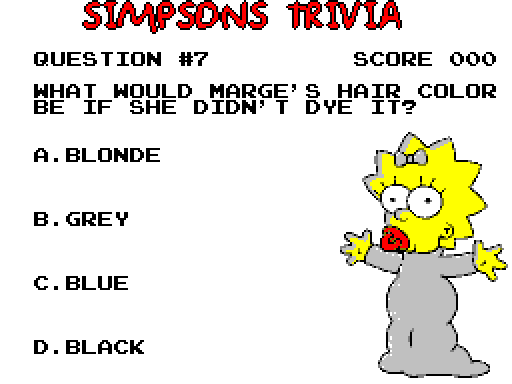 SIMPSONS TRIVIA
QUESTION #7 SCORE 000
WHAT WOULD MARGE'S HAIR COLOR
BE IF SHE DIDN'T DYE IT?
A.BLONDE
B.GREY
C.BLUE
D.BLACK